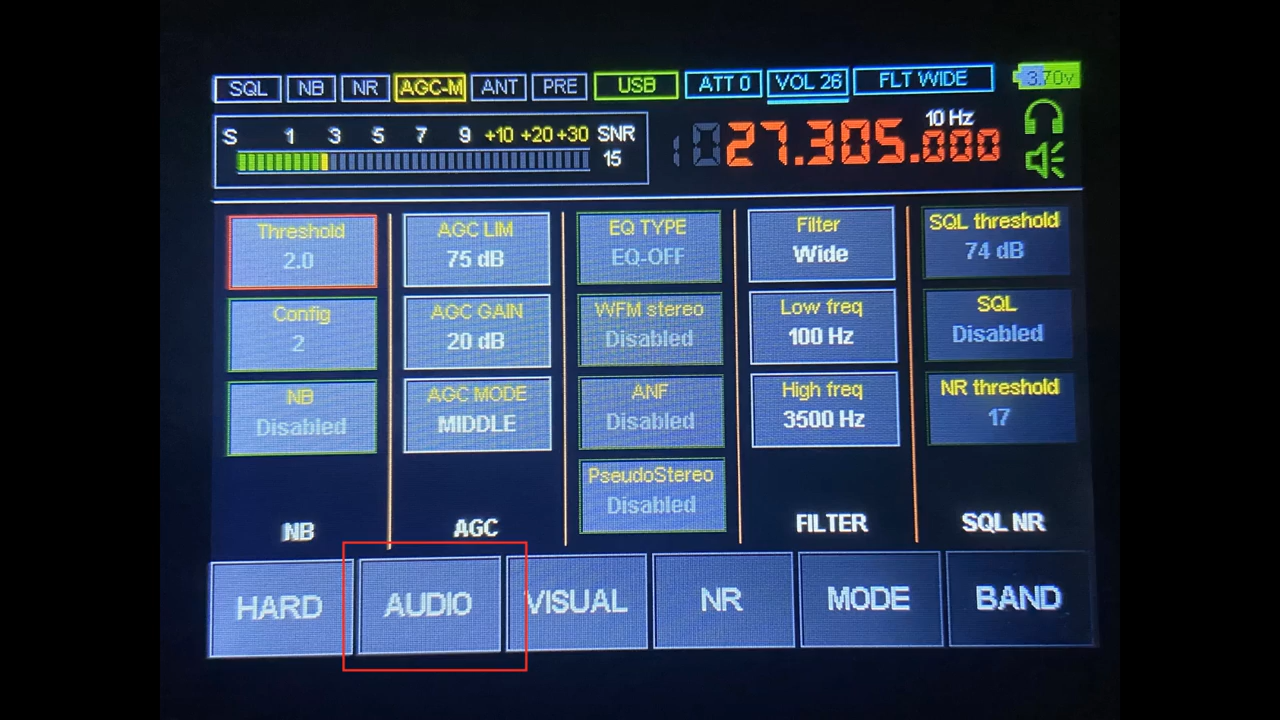 SQL NB NR AGC-M ANT PRE USB ATT 0 VOL 26 FLT WIDE 3.70v
S 1 3 5 7 9 +10 +20 +30 SNR
15
10 Hz
27.305.000
Threshold
2.0
Config
2
NB
Disabled
NB
AGC LIM
75 dB
AGC GAIN
20 dB
AGC MODE
MIDDLE
AGC
EQ TYPE
EQ-OFF
WFM stereo
Disabled
ANF
Disabled
PseudoStereo
Disabled
Filter
Wide
Low freq
100 Hz
High freq
3500 Hz
FILTER
SQL threshold
74 dB
SQL
Disabled
NR threshold
17
SQL NR
HARD AUDIO VISUAL NR MODE BAND